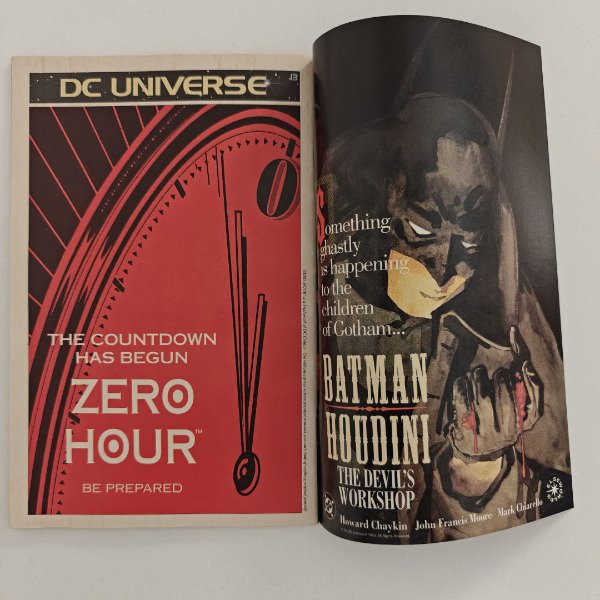 DC UNIVERSE
THE COUNTDOWN
HAS BEGUN
ZERO
HOUR™
BE PREPARED
Something
ghastly
is happening
to the
children
of Gotham...
BATMAN
HOUDINI
THE DEVIL'S
WORKSHOP
Howard Chaykin John Francis Moore Mark Chiarello